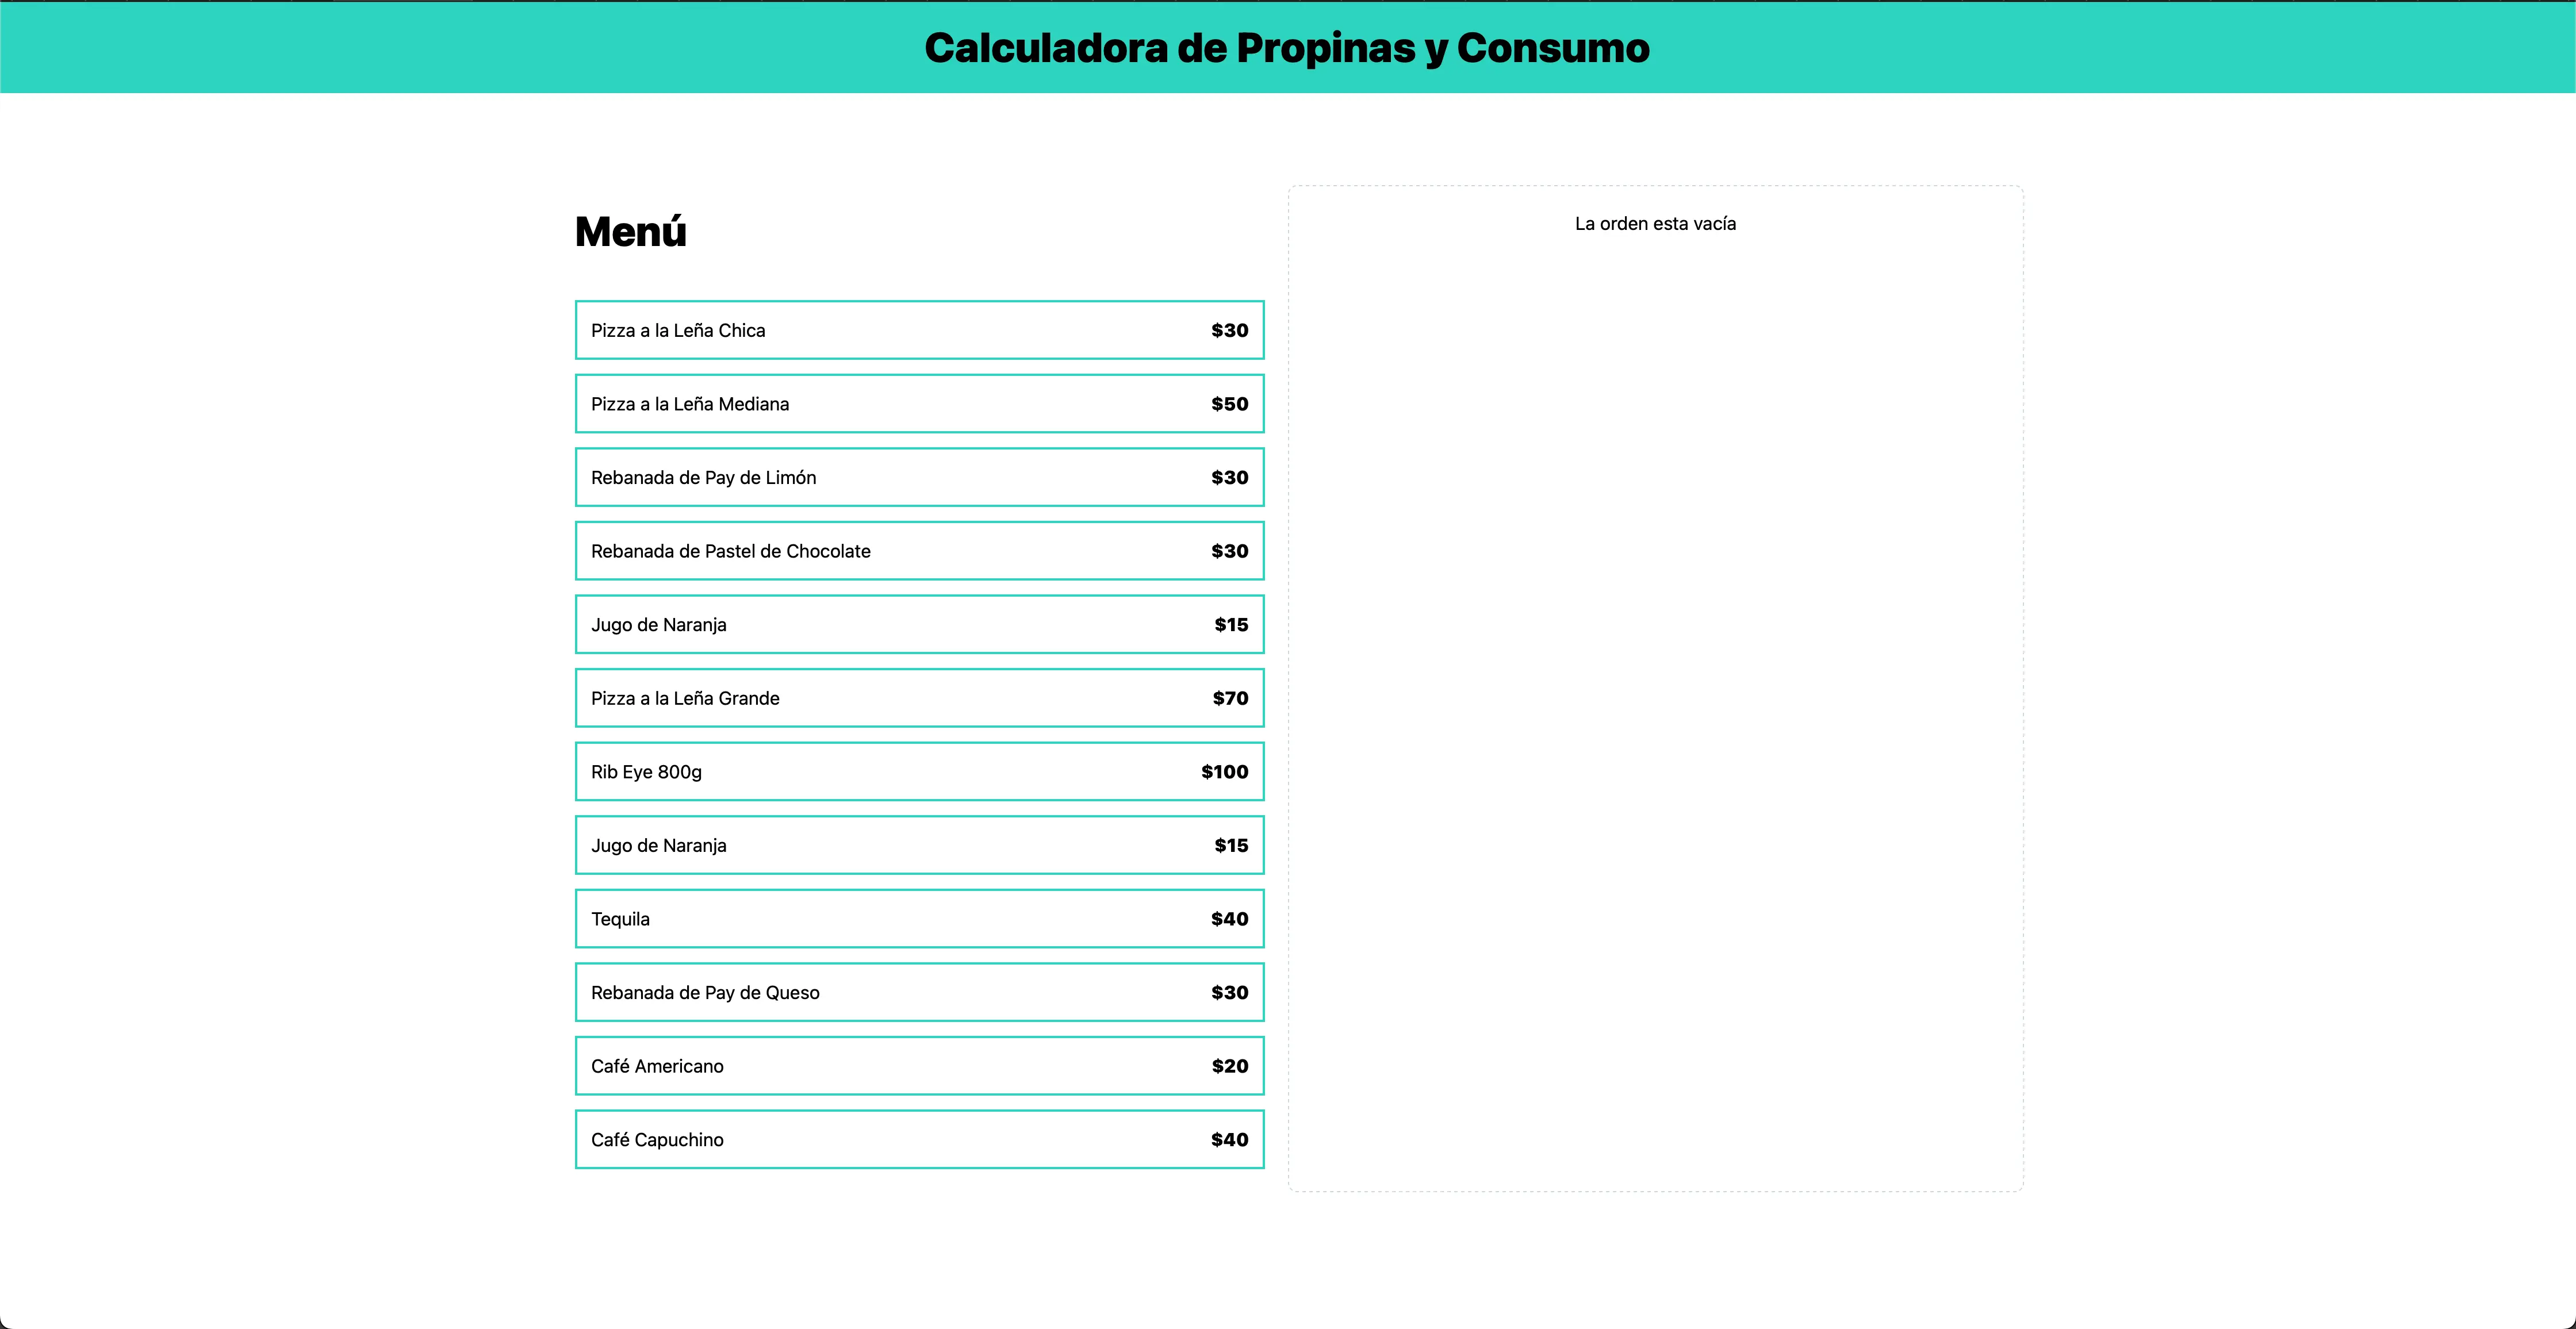 Calculadora de Propinas y Consumo
Menú
Pizza a la Leña Chica $30
Pizza a la Leña Mediana $50
Rebanada de Pay de Limón $30
Rebanada de Pastel de Chocolate $30
Jugo de Naranja $15
Pizza a la Leña Grande $70
Rib Eye 800g $100
Jugo de Naranja $15
Tequila $40
Rebanada de Pay de Queso $30
Café Americano $20
Café Capuchino $40
La orden esta vacía